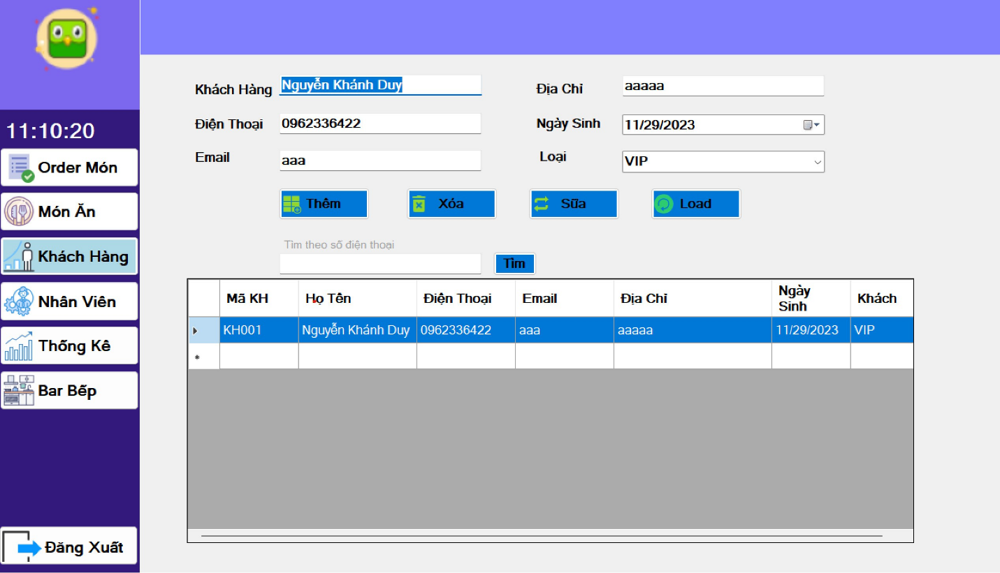 11:10:20
Order Món
Món Ăn
Khách Hàng
Nhân Viên
Thống Kê
Bar Bếp
Đăng Xuất
Khách Hàng Nguyễn Khánh Duy Địa Chỉ aaaaa
Điện Thoại 0962336422 Ngày Sinh 11/29/2023
Email aaa Loại VIP
Thêm Xóa Sữa Load
Tìm theo số điện thoại
Tìm
Mã KH Họ Tên Điện Thoại Email Địa Chỉ Ngày Sinh Khách
KH001 Nguyễn Khánh Duy 0962336422 aaa aaaaa 11/29/2023 VIP